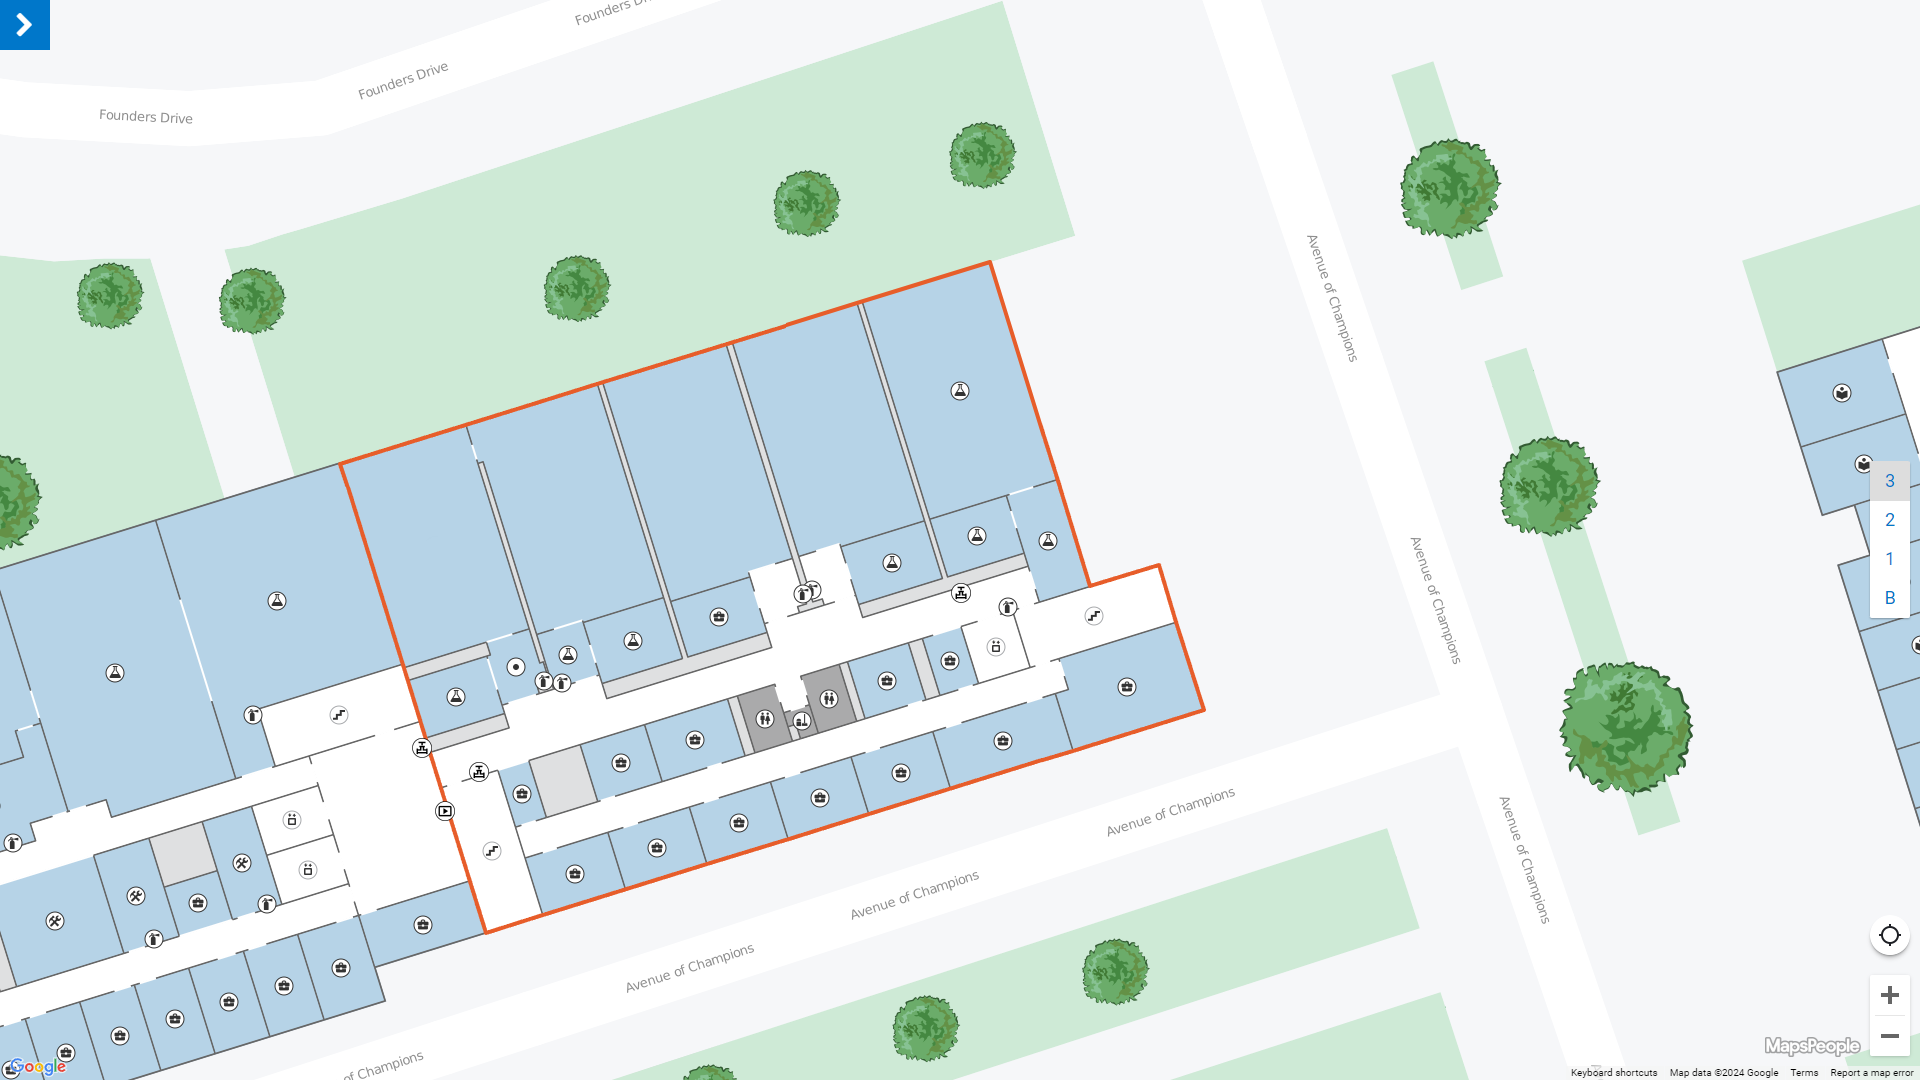 Founders Drive
Founders Drive
Founders
Avenue of Champions
Avenue of Champions
Avenue of Champions
Avenue of Champions
Avenue of Champions
Avenue of Champions
of Champions
3
2
1
B
MapsPeople
Google
Keyboard shortcuts
Map data ©2024 Google
Terms
Report a map error